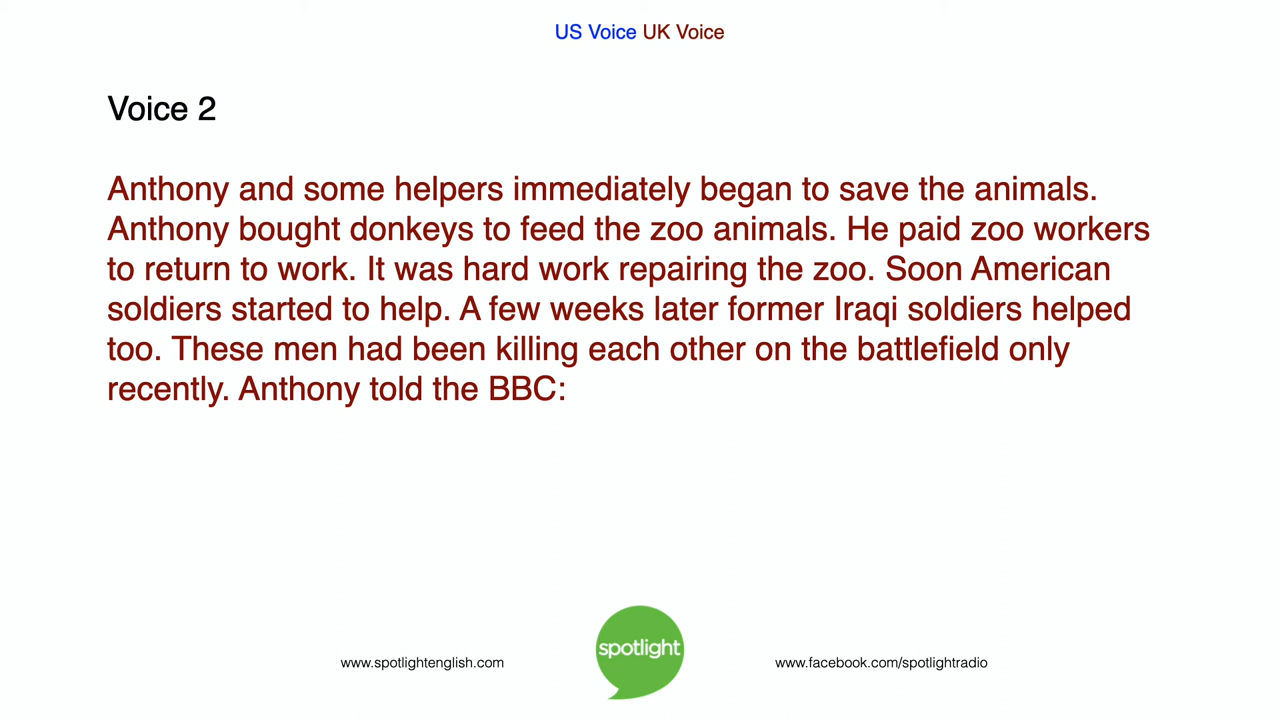 US Voice UK Voice
Voice 2
Anthony and some helpers immediately began to save the animals.
Anthony bought donkeys to feed the zoo animals. He paid zoo workers
to return to work. It was hard work repairing the zoo. Soon American
soldiers started to help. A few weeks later former Iraqi soldiers helped
too. These men had been killing each other on the battlefield only
recently. Anthony told the BBC:
www.spotlightenglish.com
spotlight
www.facebook.com/spotlightradio